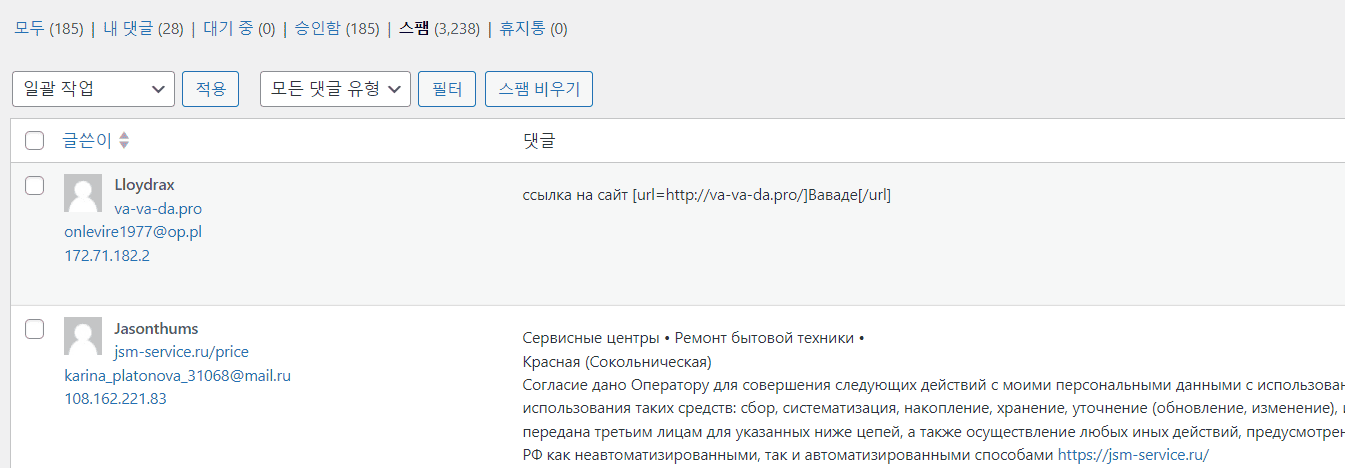 모두 (185) | 내 댓글 (28) | 대기 중 (0) | 승인함 (185) | 스팸 (3,238) | 휴지통 (0)
일괄 작업 적용 모든 댓글 유형 필터 스팸 비우기
글쓴이 댓글
Lloydrax
va-va-da.pro
onlevire1977@op.pl
172.71.182.2
ссылка на сайт [url=http://va-va-da.pro/]Ваваде[/url]
Jasonthums
jsm-service.ru/price
karina_platonova_31068@mail.ru
108.162.221.83
Сервисные центры • Ремонт бытовой техники •
Красная (Сокольническая)
Согласие дано Оператору для совершения следующих действий с моими персональными данными с использован
использования таких средств: сбор, систематизация, накопление, хранение, уточнение (обновление, изменение),
передана третьим лицам для указанных ниже цепей, а также осуществление любых иных действий, предусмотрен
РФ как неавтоматизированными, так и автоматизированными способами https://jsm-service.ru/